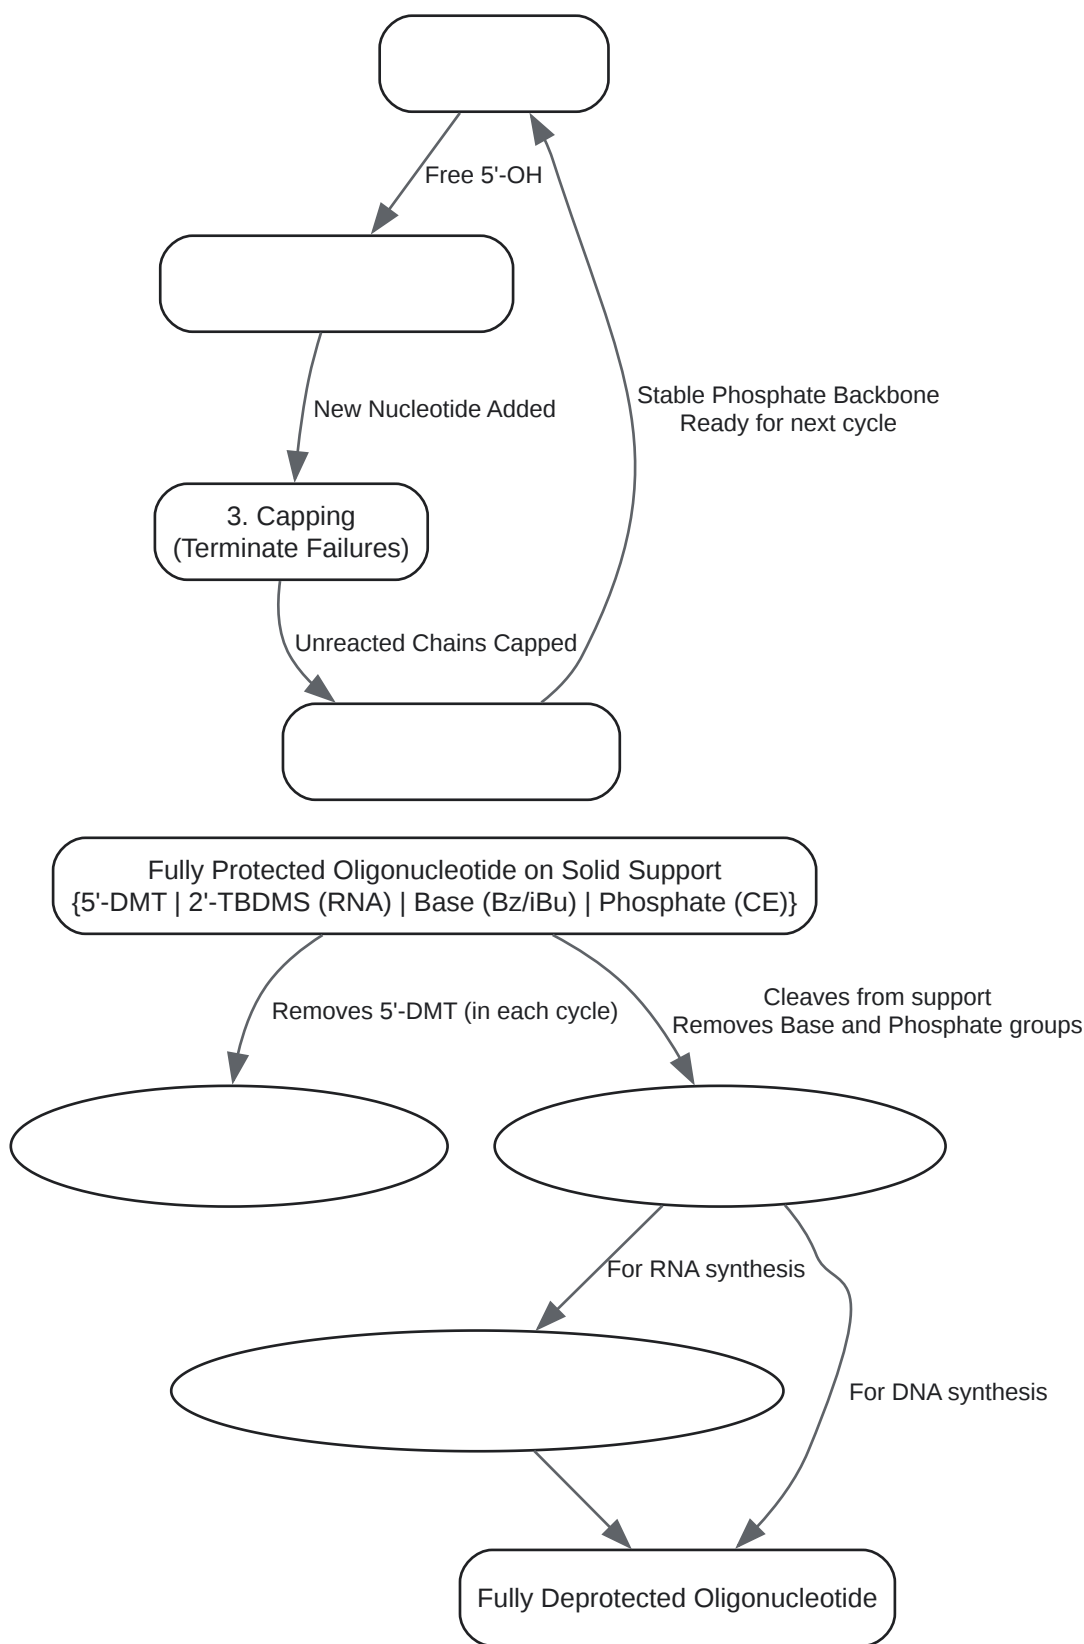 Free 5'-OH
New Nucleotide Added
Stable Phosphate Backbone
Ready for next cycle
3. Capping
(Terminate Failures)
Unreacted Chains Capped
Fully Protected Oligonucleotide on Solid Support
{5'-DMT | 2'-TBDMS (RNA) | Base (Bz/iBu) | Phosphate (CE)}
Removes 5'-DMT (in each cycle)
Cleaves from support
Removes Base and Phosphate groups
For RNA synthesis
For DNA synthesis
Fully Deprotected Oligonucleotide